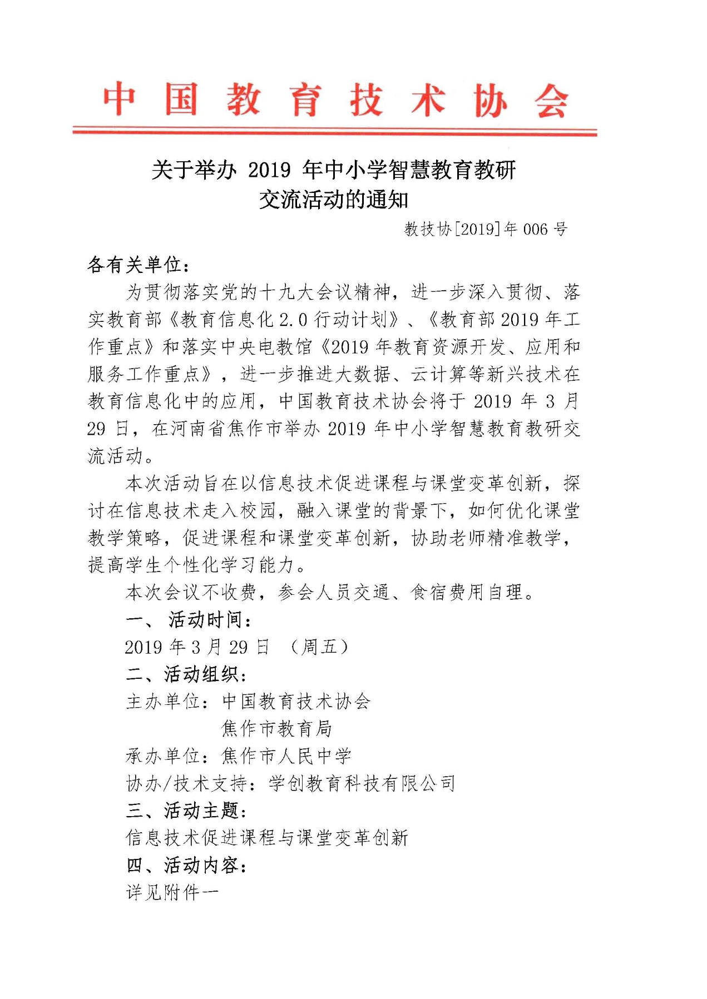 中国教育技术协会
关于举办 2019 年中小学智慧教育教研
交流活动的通知
教技协[2019]年 006 号
各有关单位：
为贯彻落实党的十九大会议精神，进一步深入贯彻、落
实教育部《教育信息化2.0行动计划》、《教育部 2019 年工
作重点》和落实中央电教馆《2019 年教育资源开发、应用和
服务工作重点》，进一步推进大数据、云计算等新兴技术在
教育信息化中的应用，中国教育技术协会将于 2019 年 3 月
29 日，在河南省焦作市举办 2019 年中小学智慧教育教研交
流活动。
本次活动旨在以信息技术促进课程与课堂变革创新，探
讨在信息技术走入校园，融入课堂的背景下，如何优化课堂
教学策略，促进课程和课堂变革创新，协助老师精准教学，
提高学生个性化学习能力。
本次会议不收费，参会人员交通、食宿费用自理。
一、 活动时间：
2019 年 3 月 29 日 （周五）
二、活动组织：
主办单位：中国教育技术协会
焦作市教育局
承办单位：焦作市人民中学
协办/技术支持：学创教育科技有限公司
三、活动主题：
信息技术促进课程与课堂变革创新
四、活动内容：
详见附件一